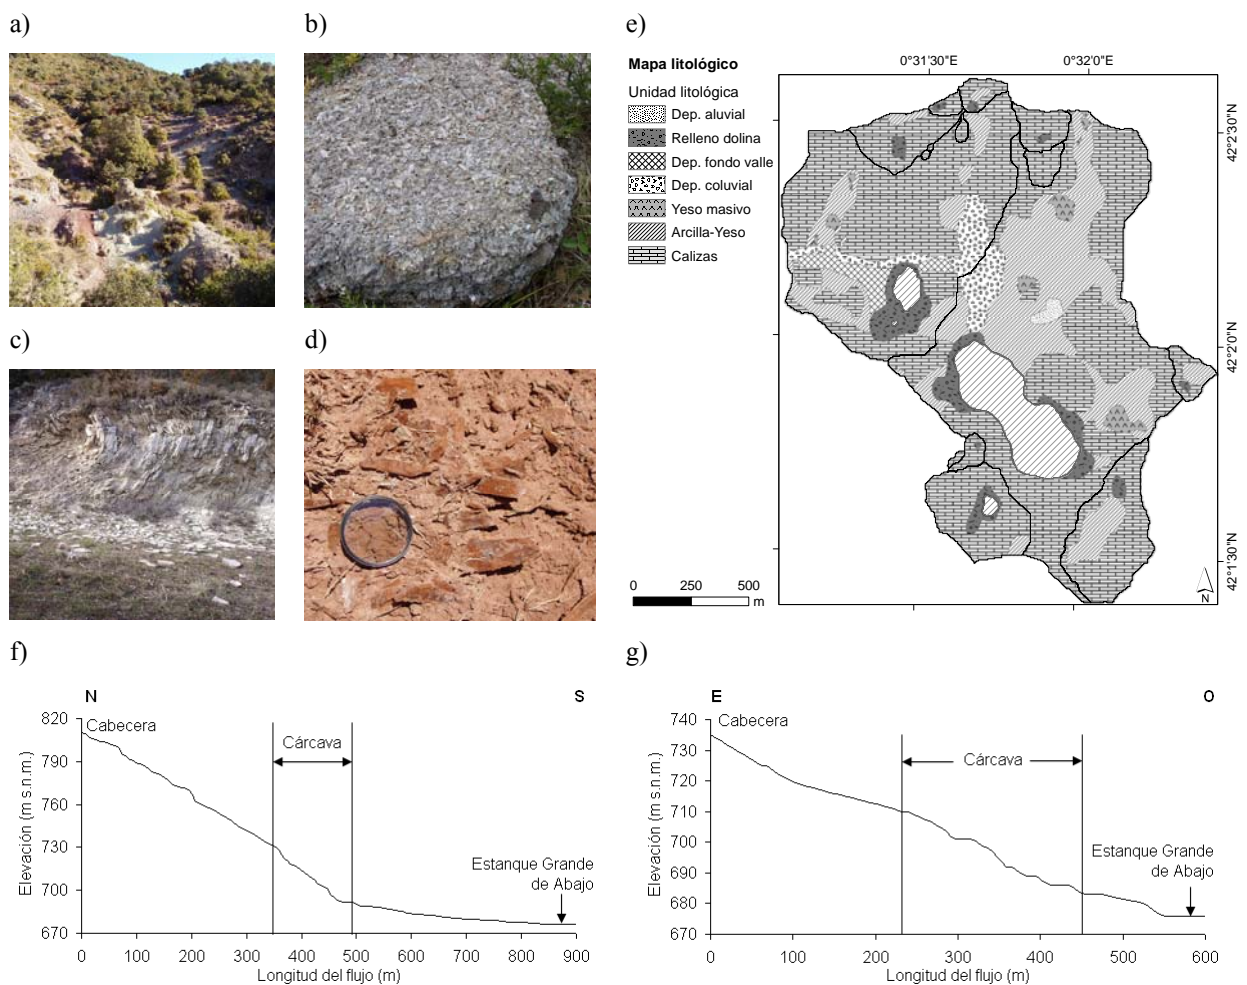 a)
b)
c)
d)
e)
Mapa litológico
Unidad litológica
Dep. aluvial
Relleno dolina
Dep. fondo valle
Dep. coluvial
Yeso masivo
Arcilla-Yeso
Calizas
0 250 500
m
0°31'30"E 0°32'0"E
42°2'30"N
42°2'0"N
42°1'30"N
N
f)
N S
820
790
760
730
700
670
Elevación (m s.n.m.)
Cabecera
Cárcava
Estanque Grande
de Abajo
0 100 200 300 400 500 600 700 800 900
Longitud del flujo (m)
g)
E O
740
730
720
710
700
690
680
670
Elevación (m s.n.m.)
Cabecera
Cárcava
Estanque Grande
de Abajo
0 100 200 300 400 500 600
Longitud del flujo (m)